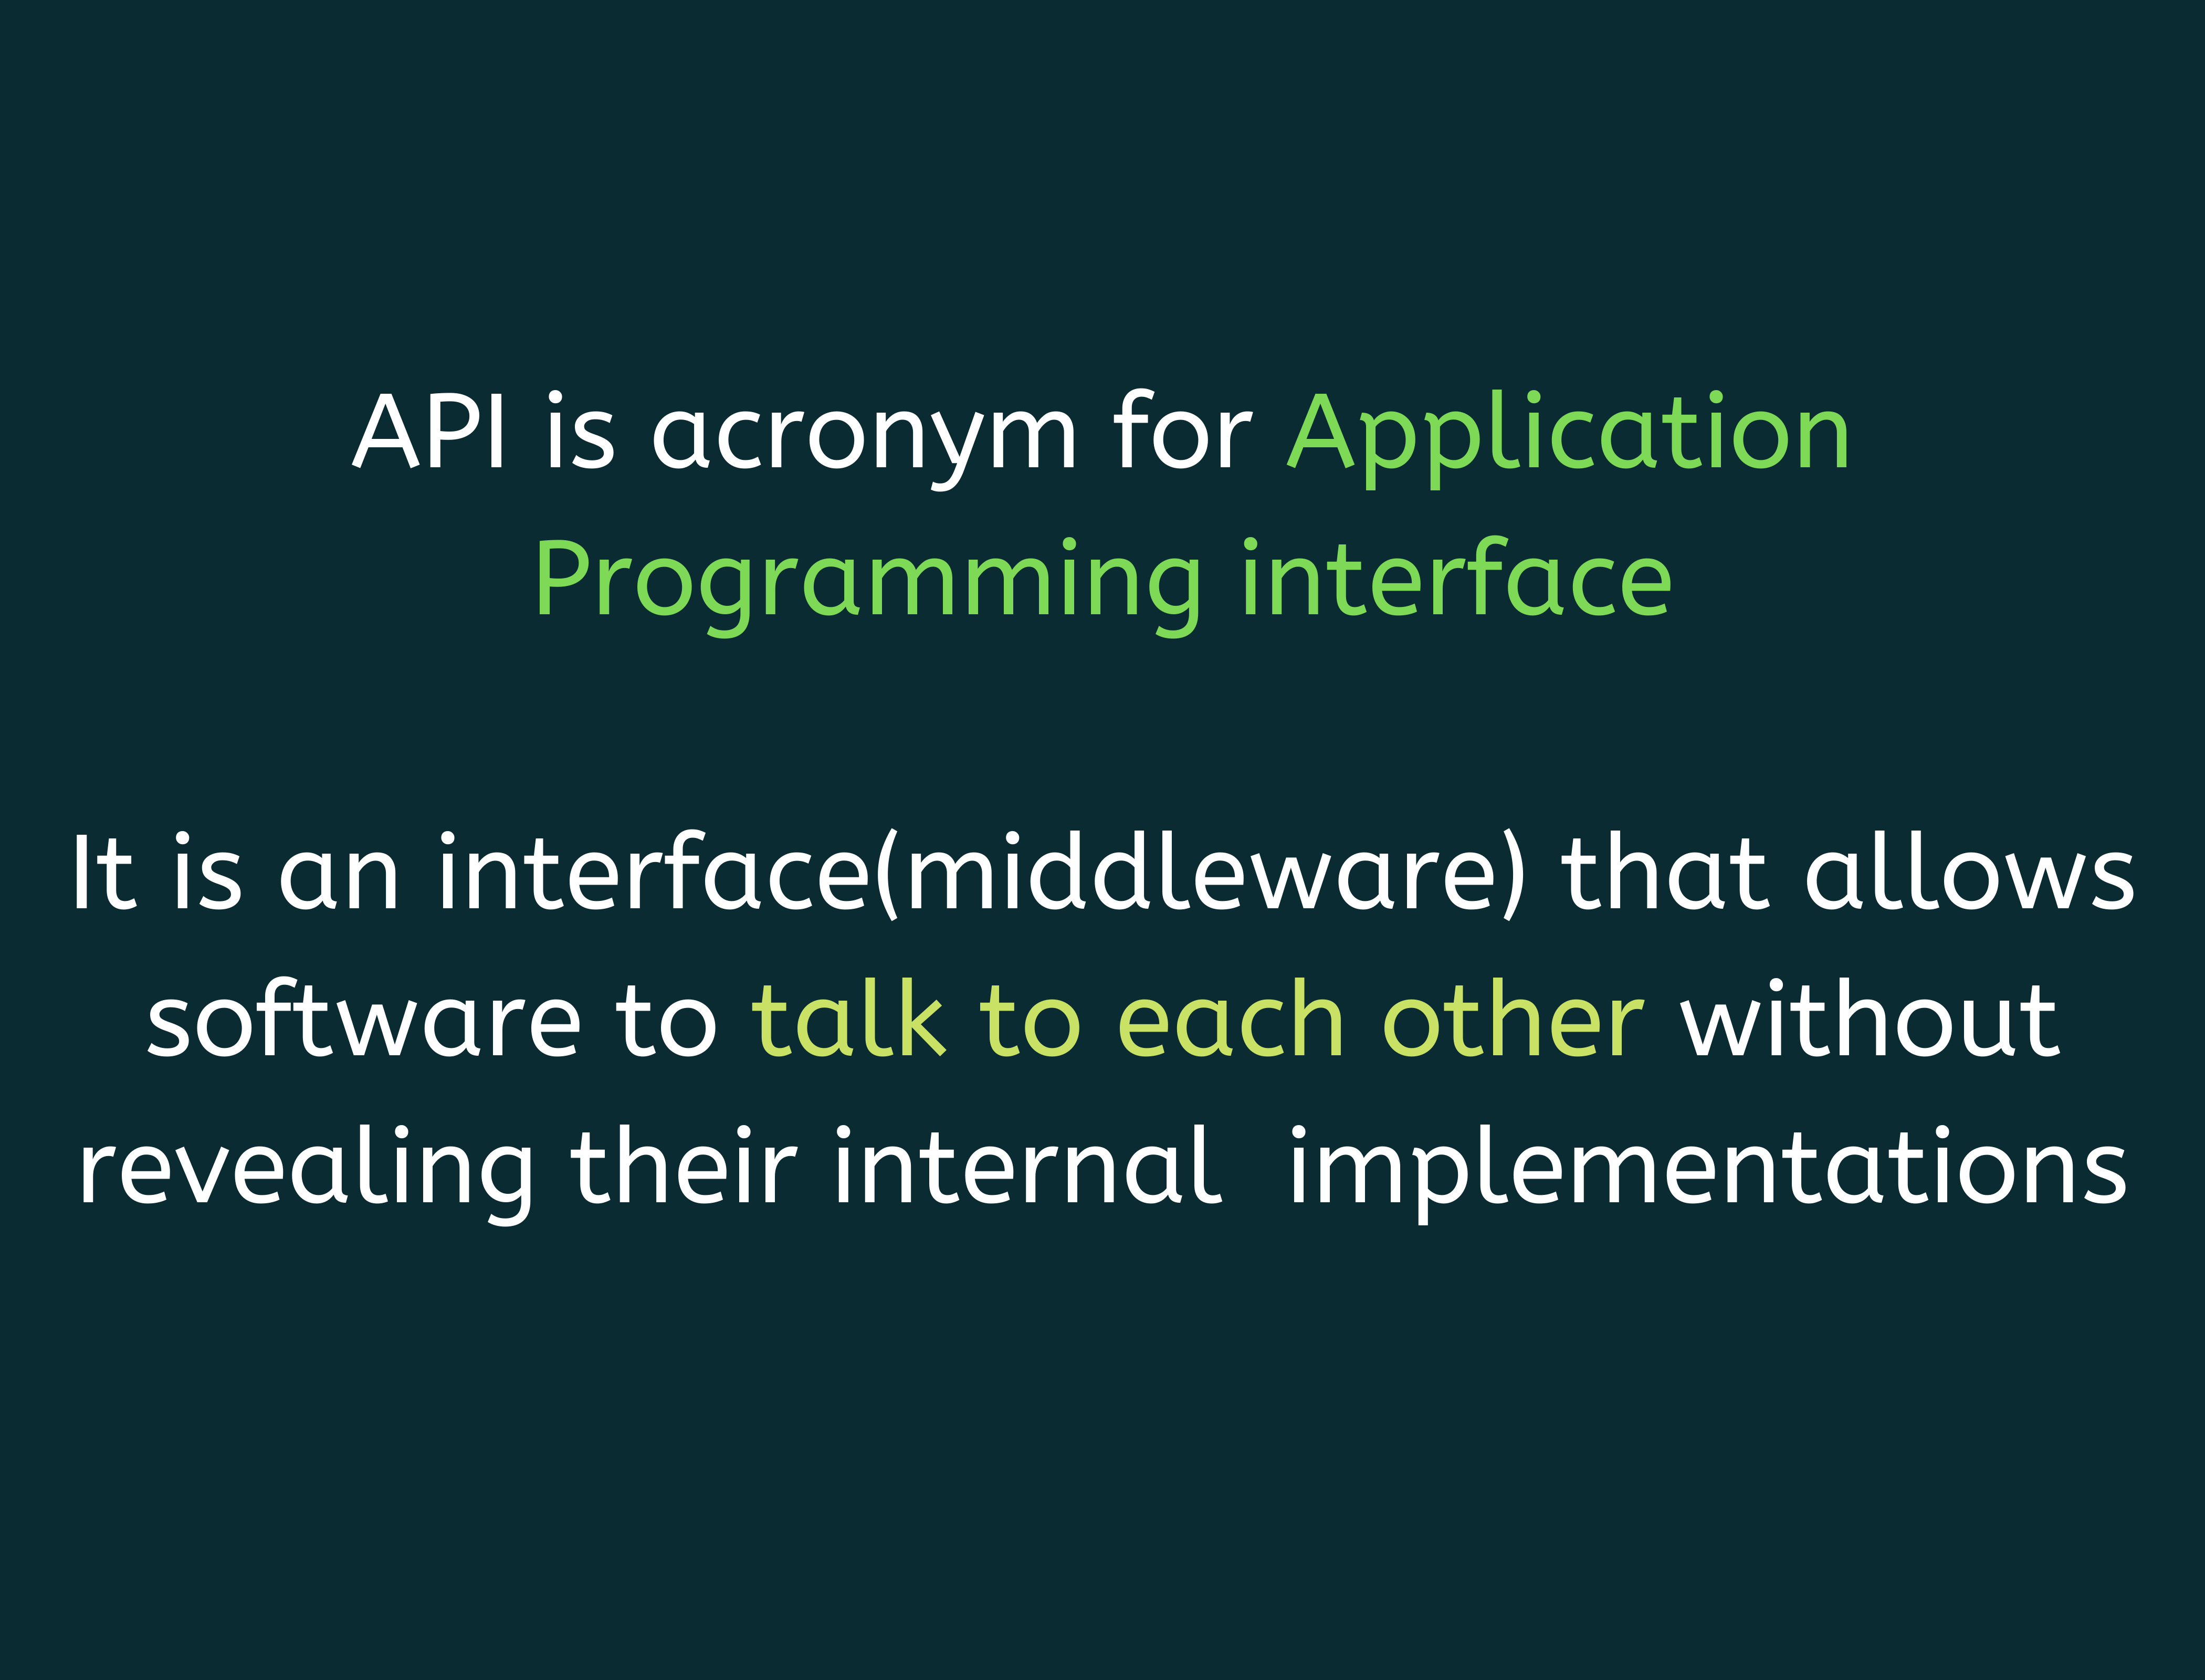 API is acronym for Application
Programming interface
It is an interface(middleware) that allows
software to talk to each other without
revealing their internal  implementations